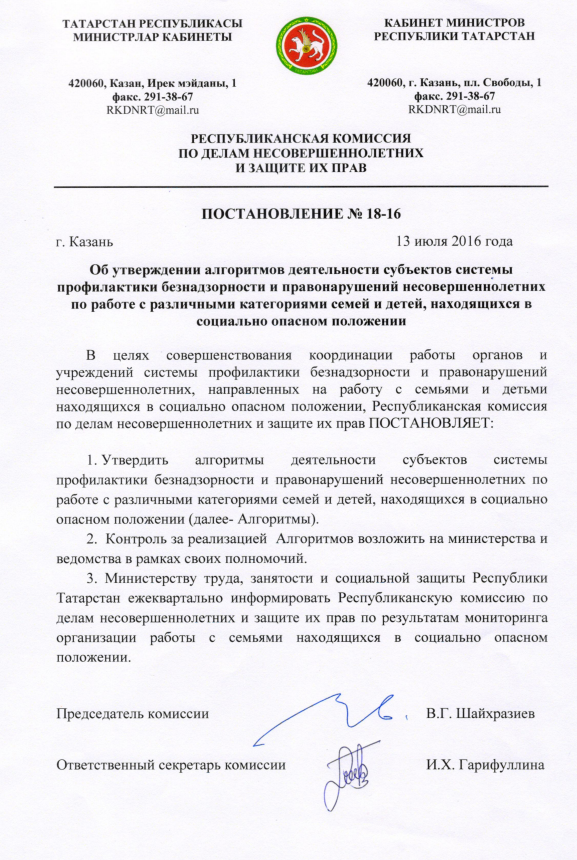 ТАТАРСТАН РЕСПУБЛИКАСЫ
МИНИСТРЛАР КАБИНЕТЫ
КАБИНЕТ МИНИСТРОВ
РЕСПУБЛИКИ ТАТАРСТАН
420060, Казан, Ирек мэйданы, 1
факс. 291-38-67
RKDNRT@mail.ru
420060, г. Казань, пл. Свободы, 1
факс. 291-38-67
RKDNRT@mail.ru
РЕСПУБЛИКАНСКАЯ КОМИССИЯ
ПО ДЕЛАМ НЕСОВЕРШЕННОЛЕТНИХ
И ЗАЩИТЕ ИХ ПРАВ
ПОСТАНОВЛЕНИЕ № 18-16
г. Казань 13 июля 2016 года
Об утверждении алгоритмов деятельности субъектов системы
профилактики безнадзорности и правонарушений несовершеннолетних
по работе с различными категориями семей и детей, находящихся в
социально опасном положении
В целях совершенствования координации работы органов и
учреждений системы профилактики безнадзорности и правонарушений
несовершеннолетних, направленных на работу с семьями и детьми
находящихся в социально опасном положении, Республиканская комиссия
по делам несовершеннолетних и защите их прав ПОСТАНОВЛЯЕТ:
1. Утвердить алгоритмы деятельности субъектов системы
профилактики безнадзорности и правонарушений несовершеннолетних по
работе с различными категориями семей и детей, находящихся в социально
опасном положении (далее- Алгоритмы).
2. Контроль за реализацией Алгоритмов возложить на министерства и
ведомства в рамках своих полномочий.
3. Министерству труда, занятости и социальной защиты Республики
Татарстан ежеквартально информировать Республиканскую комиссию по
делам несовершеннолетних и защите их прав по результатам мониторинга
организации работы с семьями находящихся в социально опасном
положении.
Председатель комиссии В.Г. Шайхразиев
Ответственный секретарь комиссии И.Х. Гарифуллина